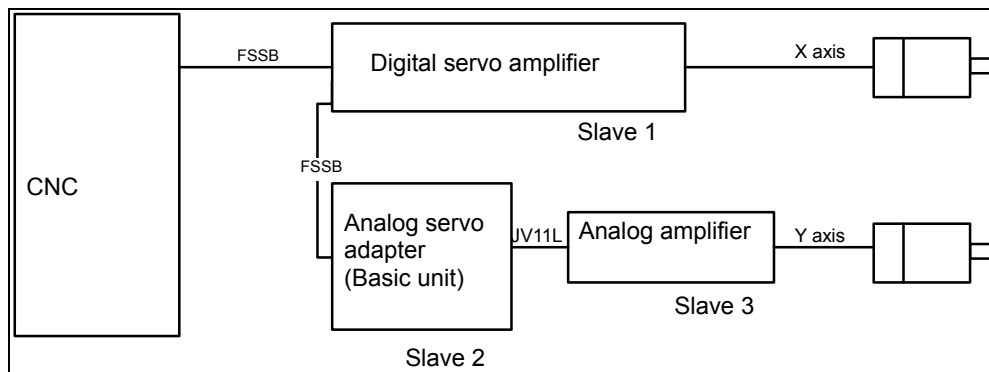 FSSB
Digital servo amplifier
X axis
Slave 1
CNC
FSSB
Analog servo
adapter
(Basic unit)
JV11L
Analog amplifier
Y axis
Slave 3
Slave 2